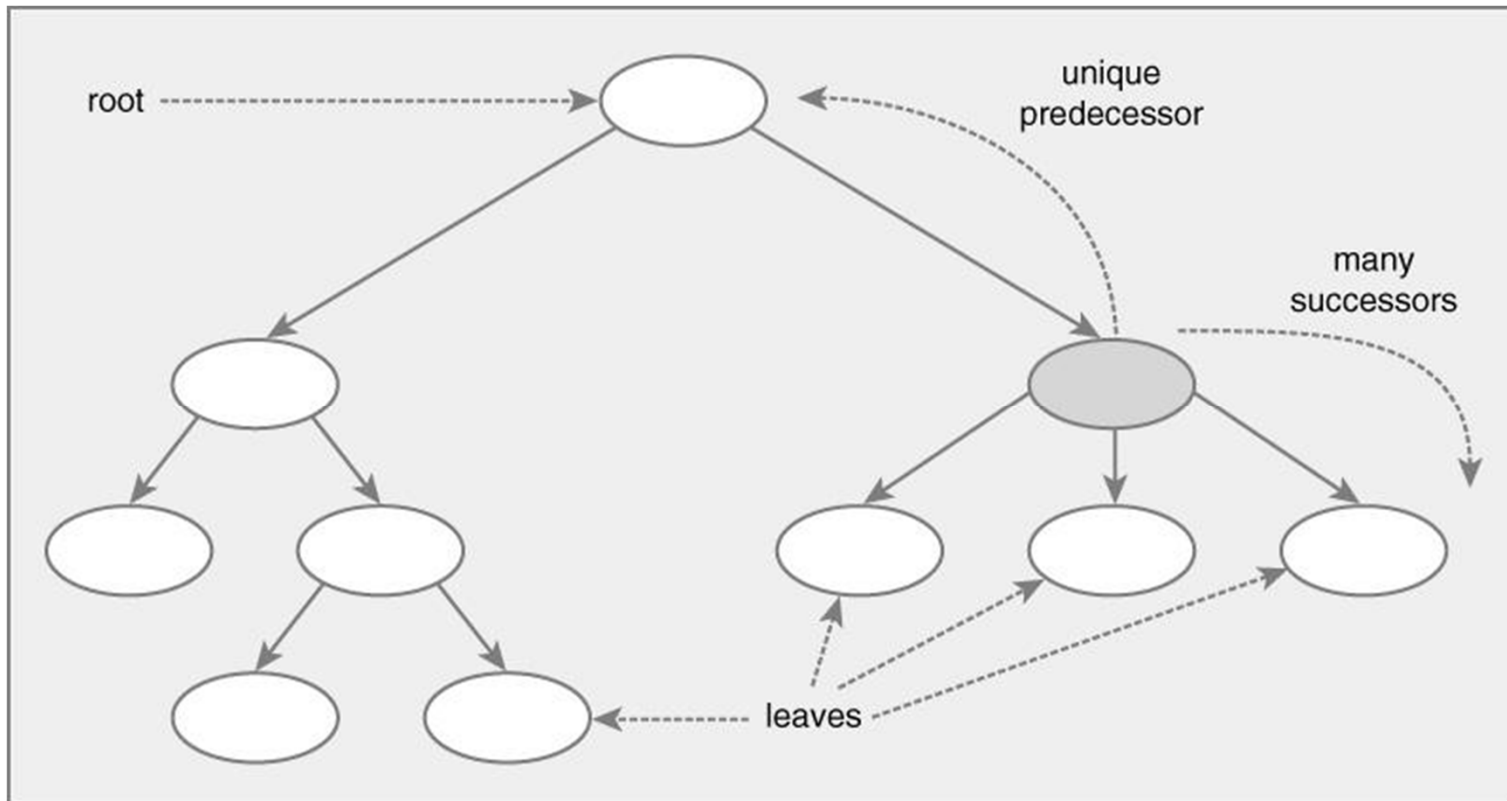 root
unique
predecessor
many
successors
leaves